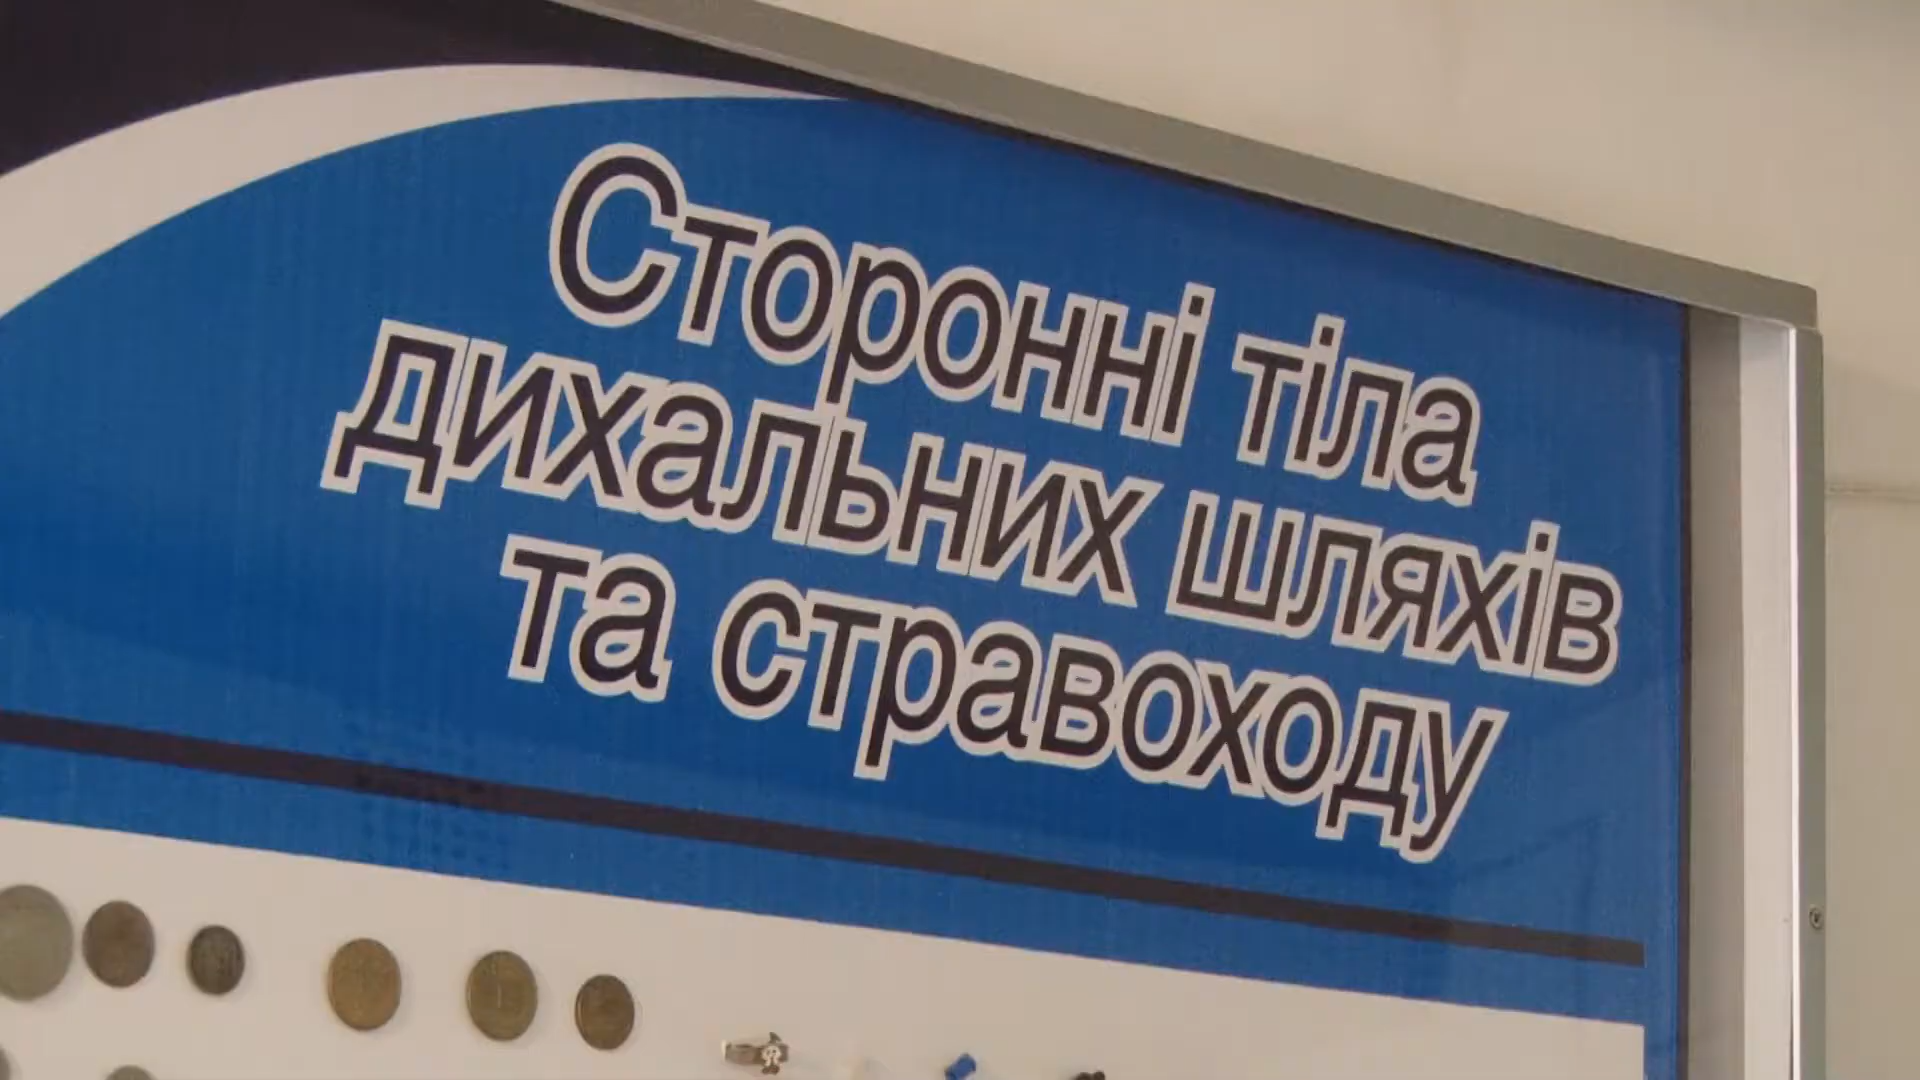 Сторонні тіла
дихальних шляхів
та стравоходу